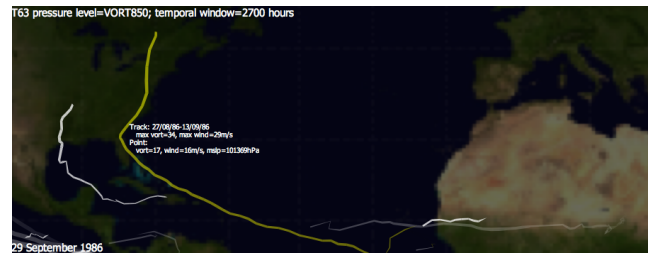 T63 pressure level=VORT850; temporal window=2700 hours
Track: 27/08/86-13/09/86
max vort=34, max wind=29m/s
Point:
vort=17, wind=16m/s, mslp=101369hPa
29 September 1986